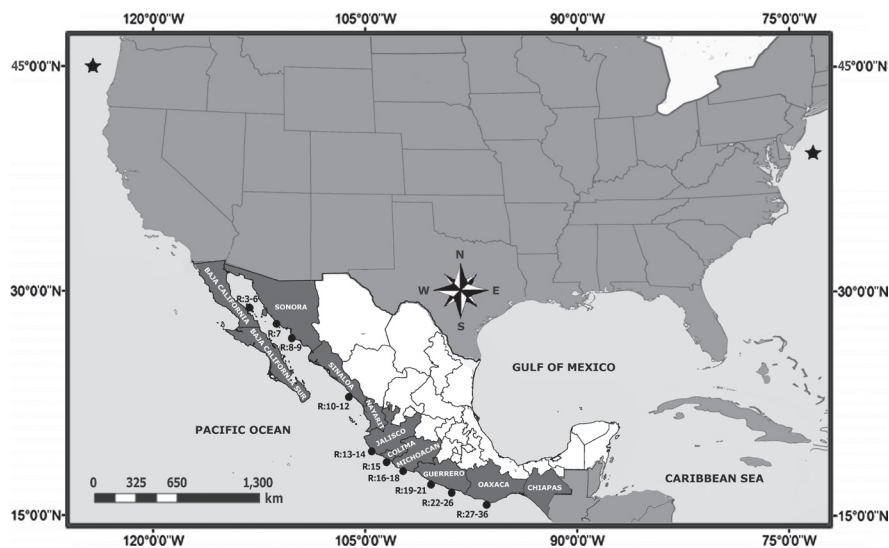 120°0'0"W 105°0'0"W 90°0'0"W 75°0'0"W
45°0'0"N 45°0'0"N
N
W E
S
30°0'0"N 30°0'0"N
BAJA CALIFORNIA
SONORA
R:3-6
R:7
R:8-9
BAJA CALIFORNIA SUR
SINALOA
GULF OF MEXICO
R:10-12
NAYARIT
PACIFIC OCEAN
JALISCO
R:13-14
COLIMA
R:15
MICHOACAN
R:16-18
GUERRERO
OAXACA
CHIAPAS
CARIBBEAN SEA
R:19-21
R:22-26
R:27-36
0 325 650 1,300
km
15°0'0"N 15°0'0"N
120°0'0"W 105°0'0"W 90°0'0"W 75°0'0"W